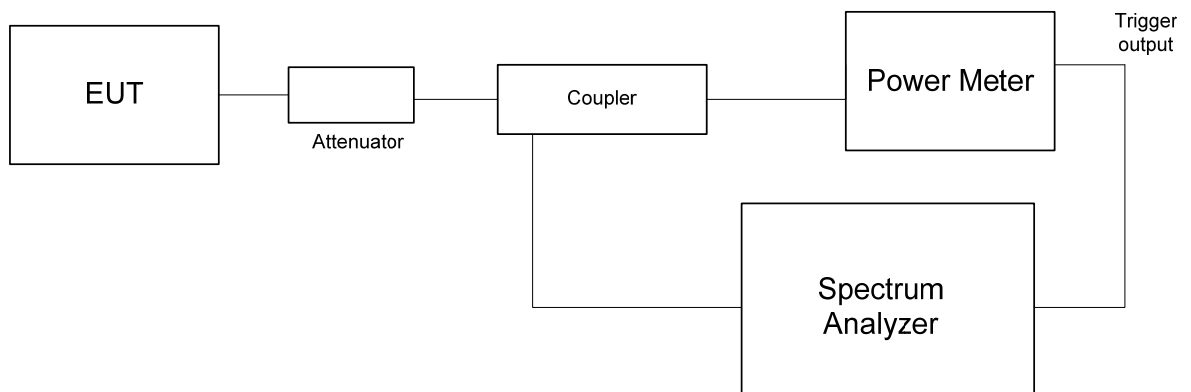 EUT
Attenuator
Coupler
Power Meter
Trigger
output
Spectrum
Analyzer